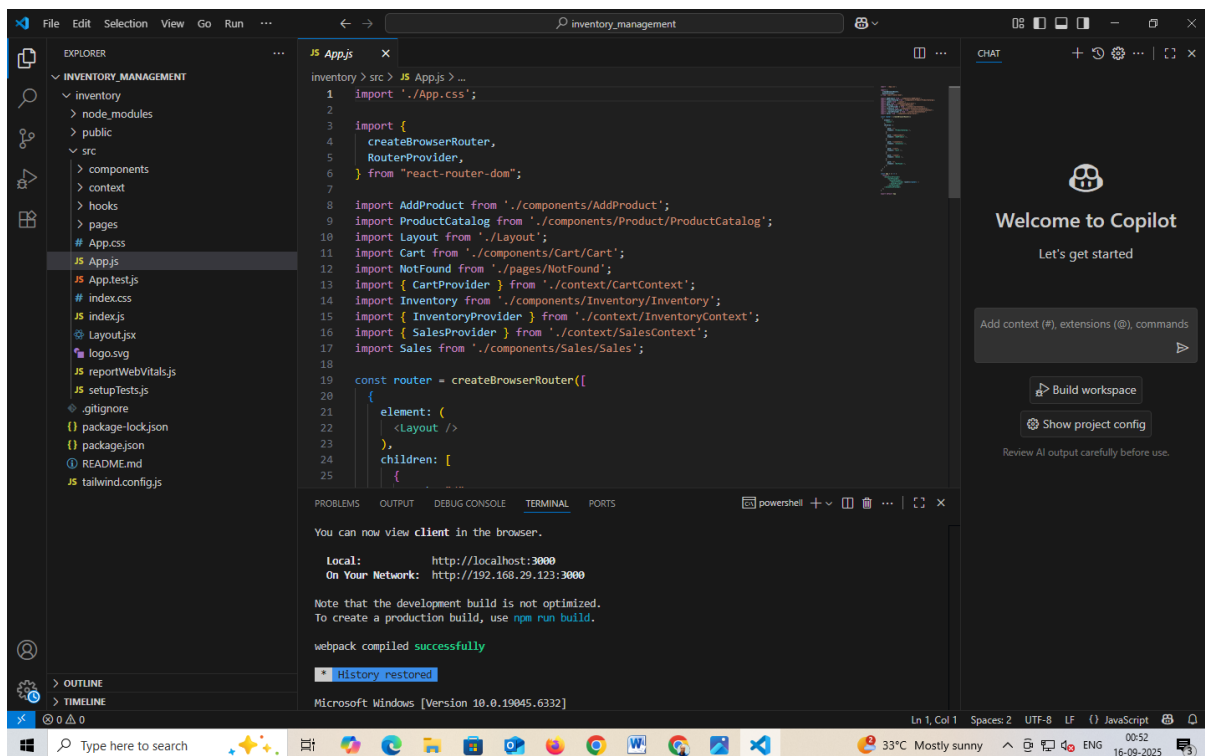 File Edit Selection View Go Run ···
inventory_management
EXPLORER ···
INVENTORY_MANAGEMENT
inventory
node_modules
public
src
components
context
hooks
pages
# App.css
JS App.js
JS App.test.js
# index.css
JS index.js
Layout.jsx
logo.svg
JS reportWebVitals.js
JS setupTests.js
.gitignore
{} package-lock.json
{} package.json
README.md
JS tailwind.config.js
OUTLINE
TIMELINE
JS App.js
inventory > src > JS App.js > ...
1 import './App.css';
2
3 import {
4 createBrowserRouter,
5 RouterProvider,
6 } from "react-router-dom";
7
8 import AddProduct from './components/AddProduct';
9 import ProductCatalog from './components/Product/ProductCatalog';
10 import Layout from './Layout';
11 import Cart from './components/Cart/Cart';
12 import NotFound from './pages/NotFound';
13 import { CartProvider } from './context/CartContext';
14 import Inventory from './components/Inventory/Inventory';
15 import { InventoryProvider } from './context/InventoryContext';
16 import { SalesProvider } from './context/SalesContext';
17 import Sales from './components/Sales/Sales';
18
19 const router = createBrowserRouter([
20 {
21 element: (
22 <Layout />
23 ),
24 children: [
25 {
PROBLEMS OUTPUT DEBUG CONSOLE TERMINAL PORTS
powershell
You can now view client in the browser.
Local: http://localhost:3000
On Your Network: http://192.168.29.123:3000
Note that the development build is not optimized.
To create a production build, use npm run build.
webpack compiled successfully
* History restored
Microsoft Windows [Version 10.0.19045.6332]
CHAT
Welcome to Copilot
Let's get started
Add context (#), extensions (@), commands
Build workspace
Show project config
Review AI output carefully before use.
0 0
Ln 1, Col 1 Spaces: 2 UTF-8 LF {} JavaScript
Type here to search
33°C Mostly sunny
ENG
00:52
16-09-2025
3